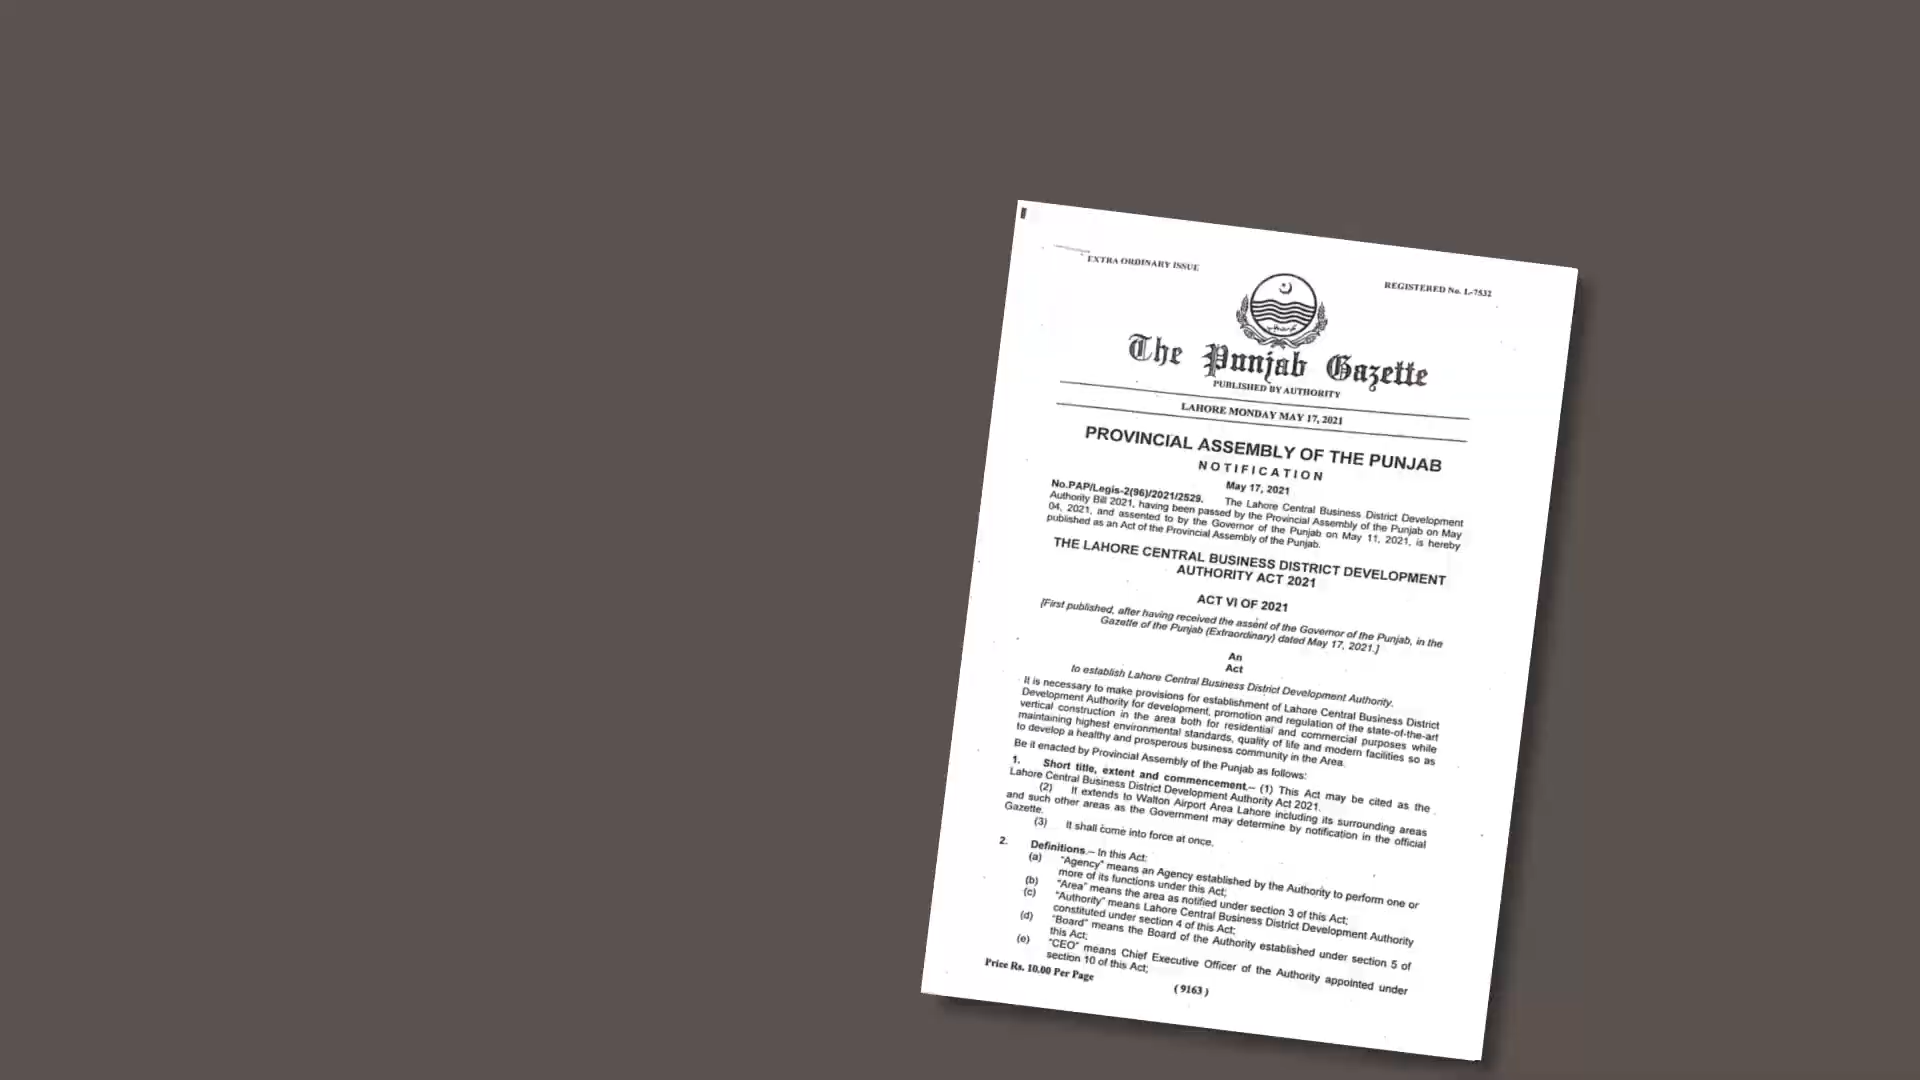 EXTRA ORDINARY ISSUE
REGISTERED No. L-7532
The Punjab Gazette
PUBLISHED BY AUTHORITY
LAHORE MONDAY MAY 17, 2021
PROVINCIAL ASSEMBLY OF THE PUNJAB
NOTIFICATION
May 17, 2021
No.PAP/Legis-2(96)/2021/2529. The Lahore Central Business District Development
Authority Bill 2021, having been passed by the Provincial Assembly of the Punjab on May
04, 2021, and assented to by the Governor of the Punjab on May 11, 2021, is hereby
published as an Act of the Provincial Assembly of the Punjab.
THE LAHORE CENTRAL BUSINESS DISTRICT DEVELOPMENT
AUTHORITY ACT 2021
ACT VI OF 2021
[First published, after having received the assent of the Governor of the Punjab, in the
Gazette of the Punjab (Extraordinary) dated May 17, 2021.]
An
Act
to establish Lahore Central Business District Development Authority.
It is necessary to make provisions for establishment of Lahore Central Business District
Development Authority for development, promotion and regulation of the state-of-the-art
vertical construction in the area both for residential and commercial purposes while
maintaining highest environmental standards, quality of life and modern facilities so as
to develop a healthy and prosperous business community in the Area.
Be it enacted by Provincial Assembly of the Punjab as follows:
1. Short title, extent and commencement.– (1) This Act may be cited as the
Lahore Central Business District Development Authority Act 2021.
(2) It extends to Walton Airport Area Lahore including its surrounding areas
and such other areas as the Government may determine by notification in the official
Gazette.
(3) It shall come into force at once.
2. Definitions.– In this Act:
(a) "Agency" means an Agency established by the Authority to perform one or
more of its functions under this Act;
(b) "Area" means the area as notified under section 3 of this Act;
(c) "Authority" means Lahore Central Business District Development Authority
constituted under section 4 of this Act;
(d) "Board" means the Board of the Authority established under section 5 of
this Act;
(e) "CEO" means Chief Executive Officer of the Authority appointed under
section 10 of this Act;
Price Rs. 10.00 Per Page
( 9163 )